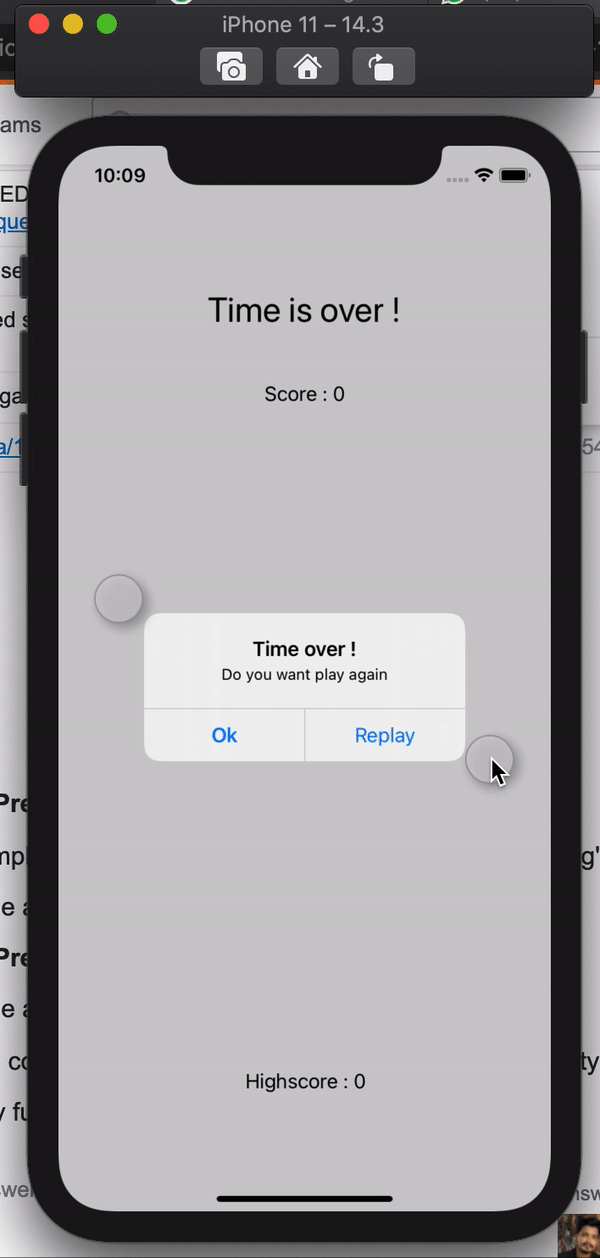 iPhone 11 – 14.3
ams
10:09
Time is over !
Score : 0
Time over !
Do you want play again
Ok
Replay
Highscore : 0